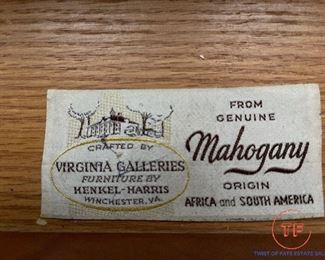 CRAFTED BY
VIRGINIA GALLERIES
FURNITURE BY
HENKEL-HARRIS
WINCHESTER, VA.
FROM
GENUINE
Mahogany
ORIGIN
AFRICA and SOUTH AMERICA
TF
TWIST OF FATE ESTATE SALES